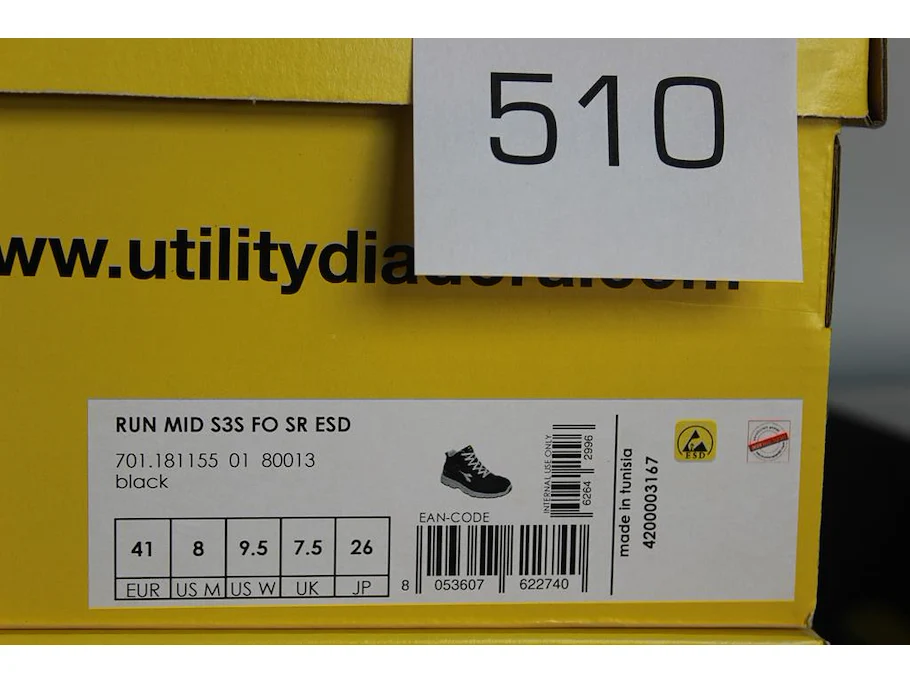 510
www.utilitydiadora.com
RUN MID S3S FO SR ESD
701.181155 01 80013
black
41 8 9.5 7.5 26
EUR US M US W UK JP
EAN-CODE
8 053607 622740
INTERNAL USE ONLY
6264 2996
made in tunisia
4200003167
ESD